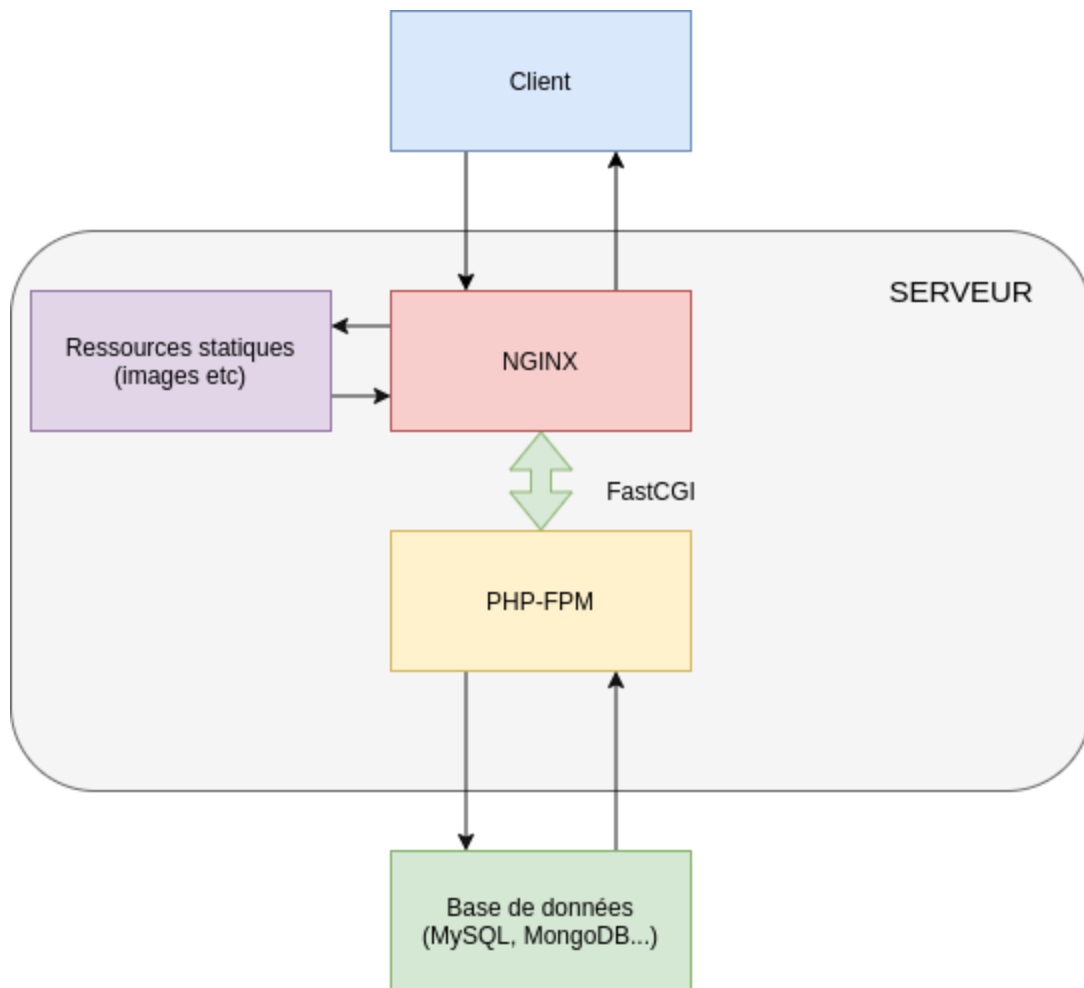 Client
SERVEUR
Ressources statiques
(images etc)
NGINX
FastCGI
PHP-FPM
Base de données
(MySQL, MongoDB...)